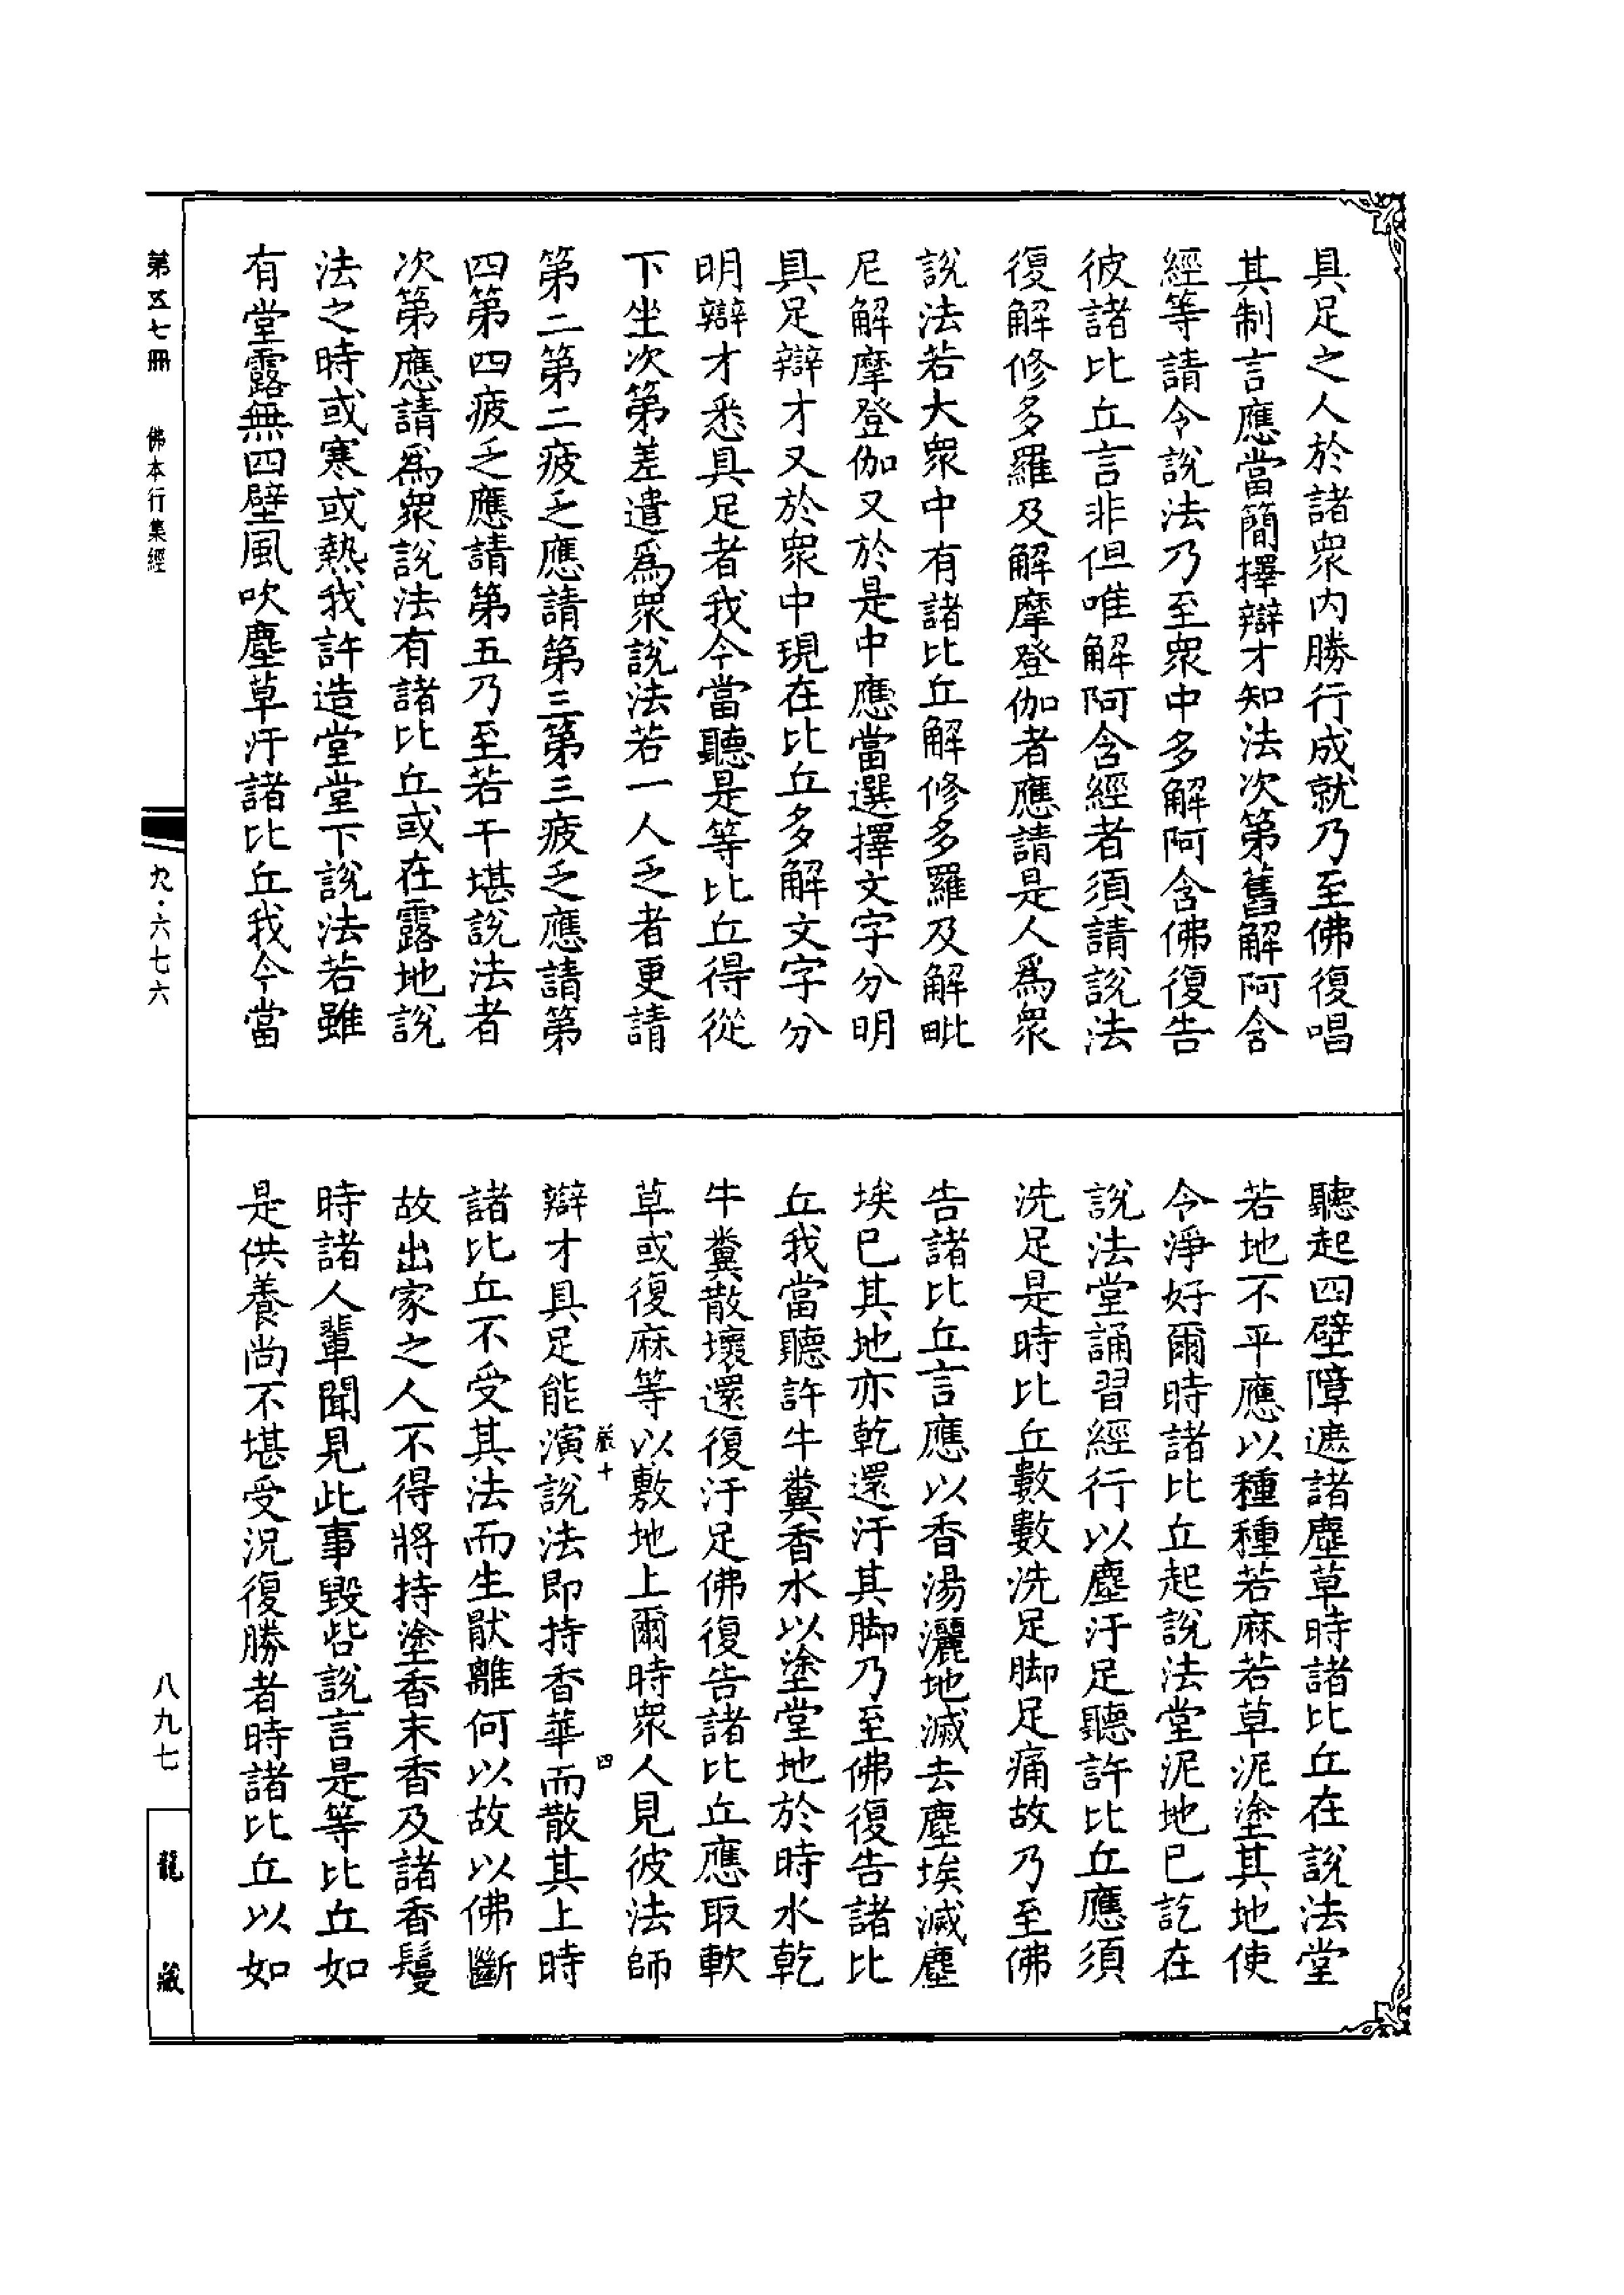 具足之人於諸衆内勝行成就乃至佛復唱
其制言應當簡擇辯才知法次第舊解阿含
經等請令說法乃至衆中多解阿含佛復告
彼諸比丘言非但唯解阿含經者須請說法
復解修多羅及解摩登伽者應請是人爲衆
說法若大衆中有諸比丘解修多羅及解毗
尼解摩登伽又於是中應當選擇文字分明
具足辯才又於衆中現在比丘多解文字分
明辯才悉具足者我今當聽是等比丘得從
下坐次第差遣爲衆說法若一人乏者更請
第二第二疲乏應請第三第三疲乏應請第
四第四疲乏應請第五乃至若干堪說法者
次第應請爲衆說法有諸比丘或在露地說
法之時或寒或熱我許造堂堂下說法若雖
有堂露無四壁風吹塵草汙諸比丘我今當
聽起四壁障遮諸塵草時諸比丘在說法堂
若地不平應以種種若麻若草泥塗其地使
令淨好爾時諸比丘起說法堂泥地已訖在
說法堂誦習經行以塵汙足聽許比丘應須
洗足是時比丘數數洗足脚足痛故乃至佛
告諸比丘言應以香湯灑地滅去塵埃滅塵
埃已其地亦乾還汙其脚乃至佛復告諸比
丘我當聽許牛糞香水以塗堂地於時水乾
牛糞散壞還復汙足佛復告諸比丘應取軟
草或復麻等以敷地上爾時衆人見彼法師
嚴十 四
辯才具足能演說法即持香華而散其上時
諸比丘不受其法而生猒離何以故以佛斷
故出家之人不得將持塗香末香及諸香鬘
時諸人輩聞見此事毀呰說言是等比丘如
是供養尚不堪受況復勝者時諸比丘以如
第五七冊 佛本行集經 九·六七六 八九七 龍藏